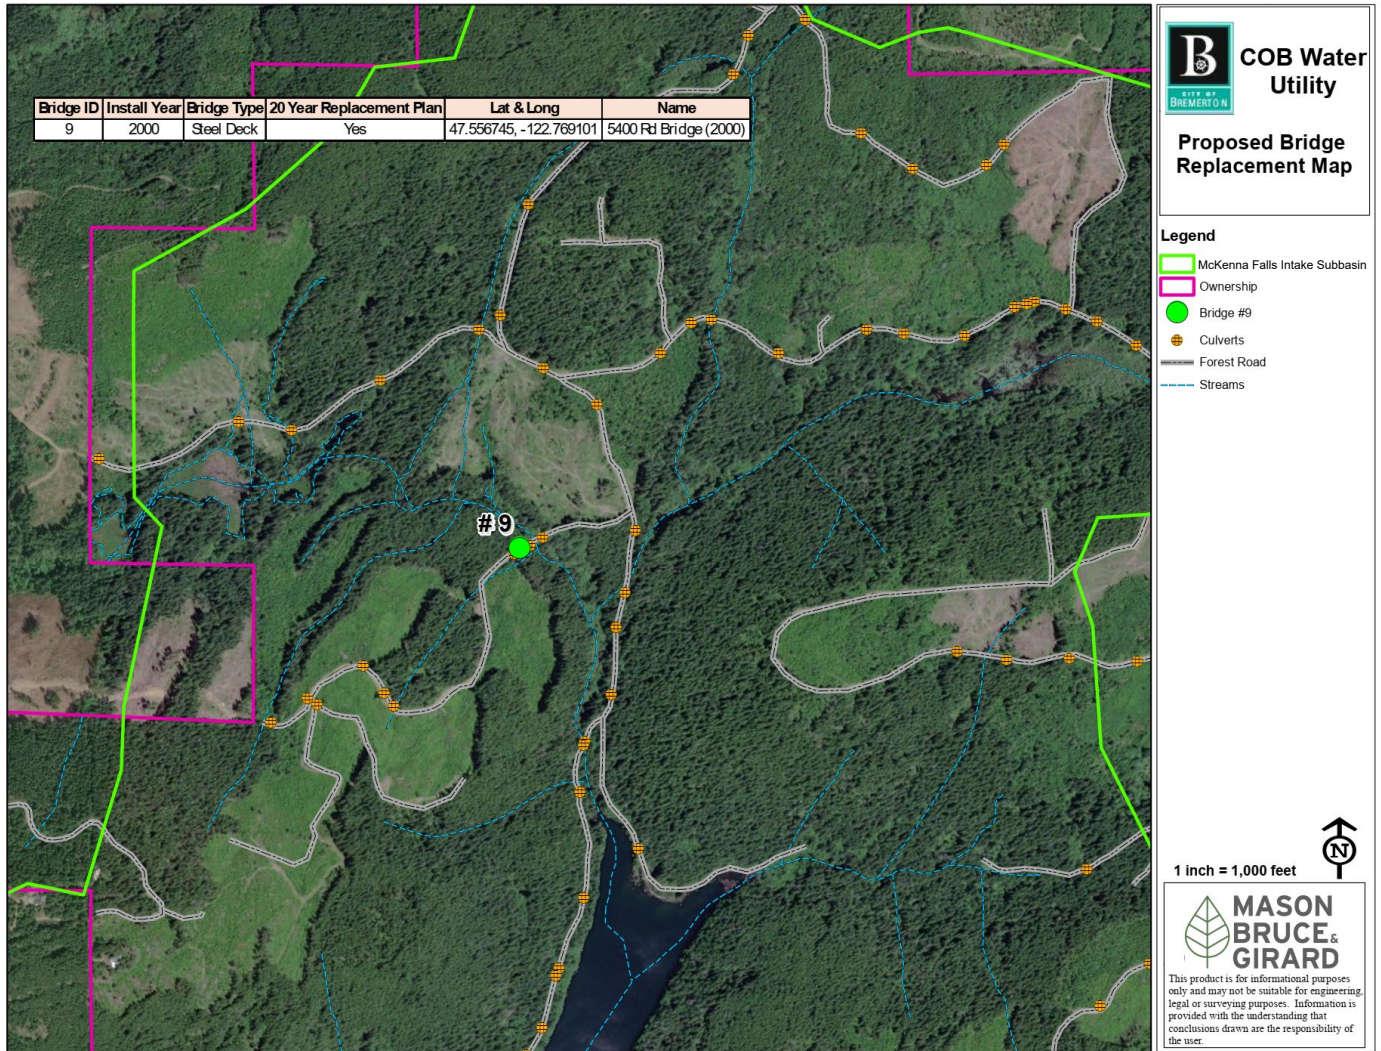 Bridge ID Install Year Bridge Type 20 Year Replacement Plan Lat & Long Name
9 2000 Steel Deck Yes 47.556745, -122.769101 5400 Rd Bridge (2000)
# 9
B
CITY OF
BREMERTON
COB Water
Utility
Proposed Bridge
Replacement Map
Legend
McKenna Falls Intake Subbasin
Ownership
Bridge #9
Culverts
Forest Road
Streams
N
1 inch = 1,000 feet
MASON
BRUCE &
GIRARD
This product is for informational purposes
only and may not be suitable for engineering,
legal or surveying purposes. Information is
provided with the understanding that
conclusions drawn are the responsibility of
the user.